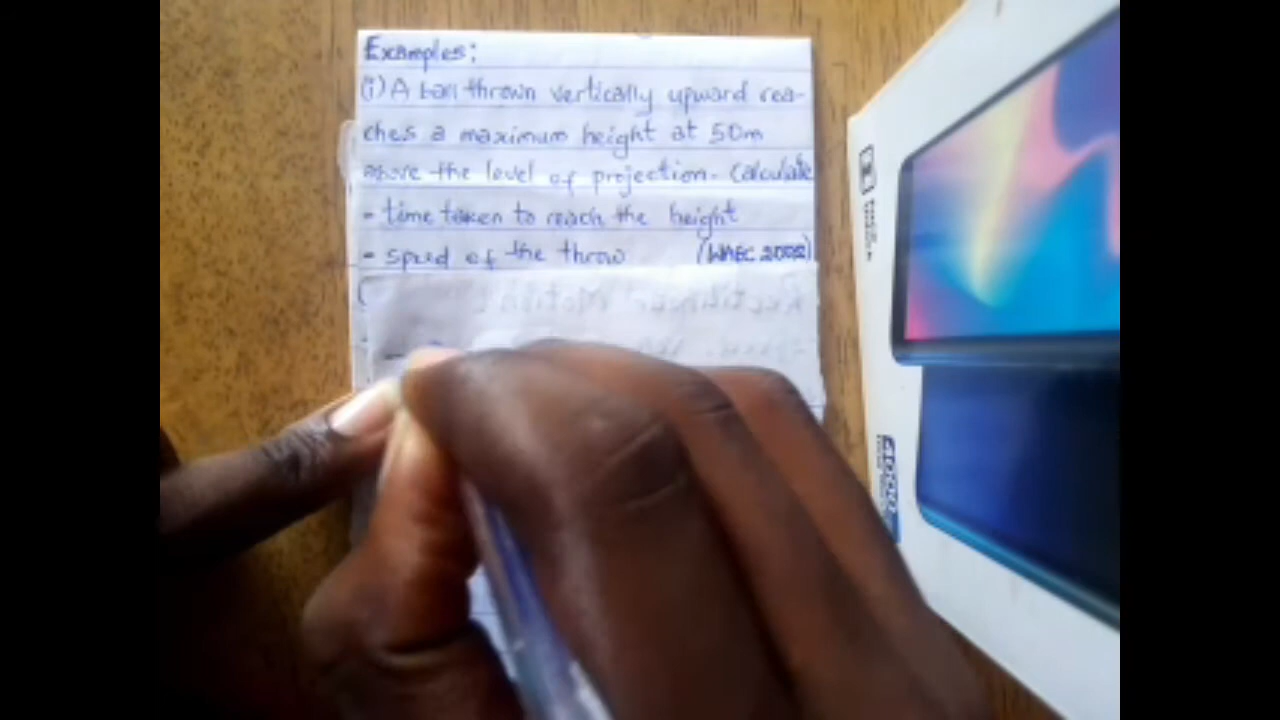 Examples:
(i) A ball thrown vertically upward rea-
ches a maximum height at 50m
above the level of projection. Calculate
- time taken to reach the height
- speed of the throw (WAEC 2002)